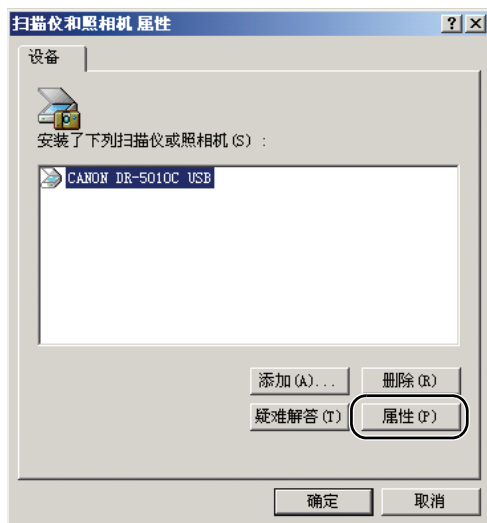 扫描仪和照相机 属性
设备
安装了下列扫描仪或照相机(S)：
CANON DR-5010C USB
添加(A)... 删除(R)
疑难解答(T) 属性(P)
确定 取消